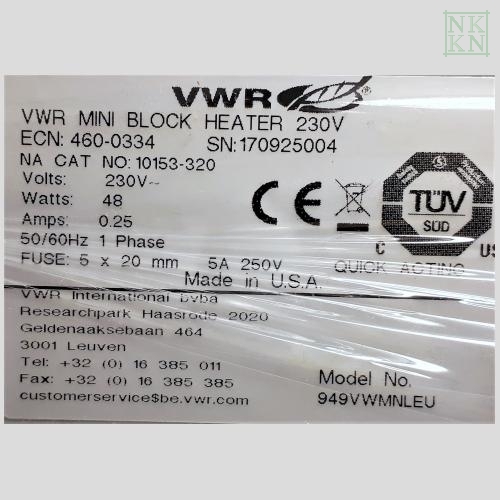 NK
KN
VWR
VWR MINI BLOCK HEATER 230V
ECN: 460-0334 SN:170925004
NA CAT NO: 10153-320
Volts: 230V~
Watts: 48
Amps: 0.25
50/60Hz 1 Phase
FUSE: 5 x 20 mm 5A 250V QUICK ACTING
CE
TÜV
SÜD
C US
Made in U.S.A.
VWR International bvba
Researchpark Haasrode 2020
Geldenaaksebaan 464
3001 Leuven
Tel: +32 (0) 16 385 011
Fax: +32 (0) 16 385 385
customerservice$be.vwr.com
Model No.
949VWMNLEU